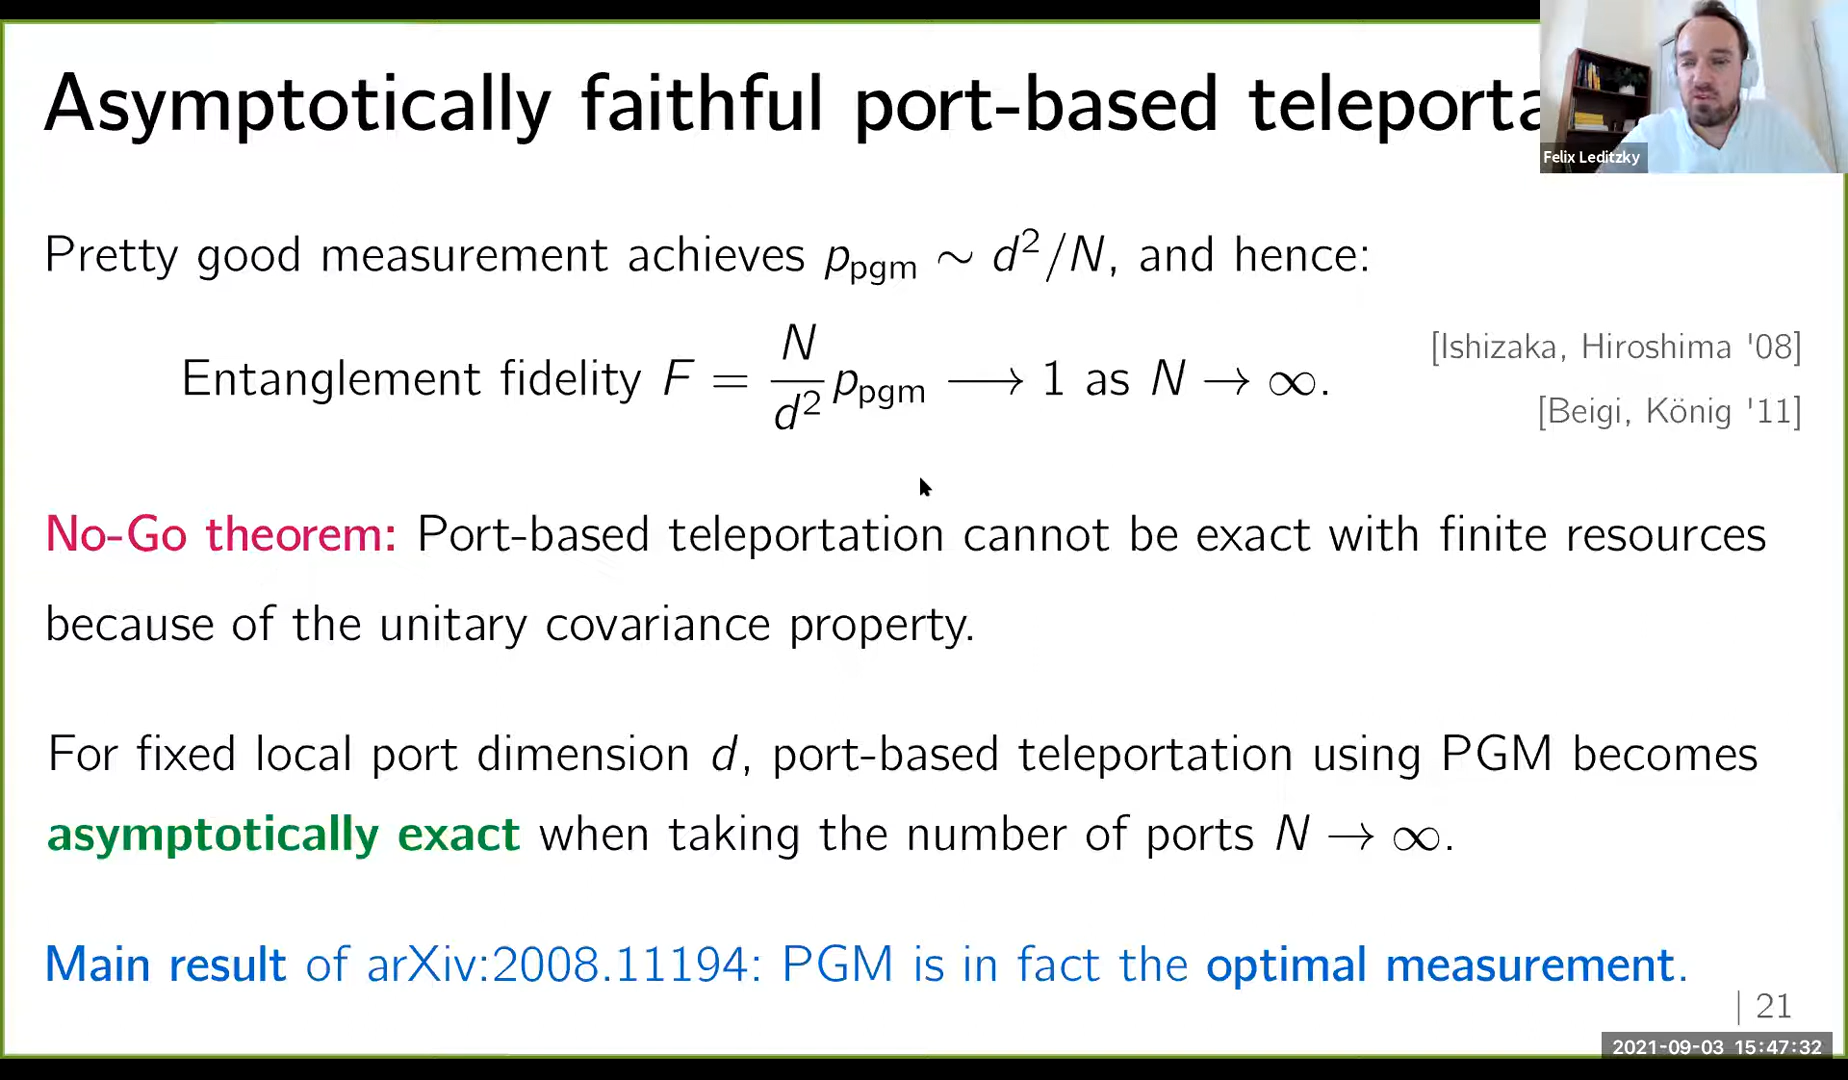 Asymptotically faithful port-based teleporta
Felix Leditzky
Pretty good measurement achieves p_pgm ∼ d²/N, and hence:
Entanglement fidelity F = N/d² p_pgm ⟶ 1 as N → ∞.
[Ishizaka, Hiroshima '08]
[Beigi, König '11]
No-Go theorem: Port-based teleportation cannot be exact with finite resources
because of the unitary covariance property.
For fixed local port dimension d, port-based teleportation using PGM becomes
asymptotically exact when taking the number of ports N → ∞.
Main result of arXiv:2008.11194: PGM is in fact the optimal measurement.
| 21
2021-09-03 15:47:32